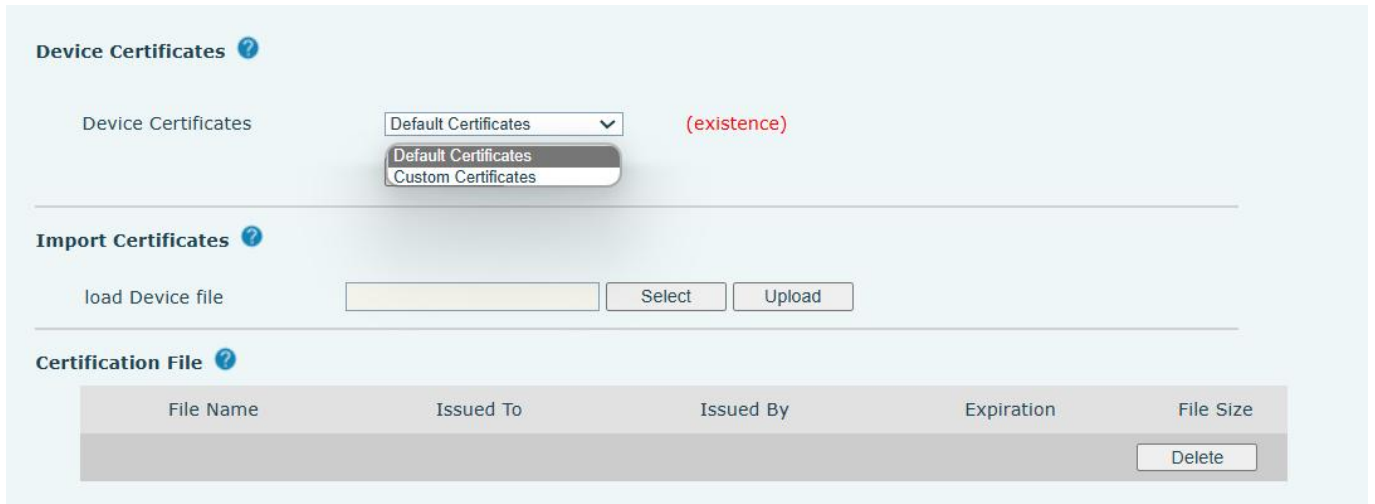 Device Certificates ?
Device Certificates Default Certificates (existence)
Default Certificates
Custom Certificates
Import Certificates ?
load Device file Select Upload
Certification File ?
File Name Issued To Issued By Expiration File Size
Delete